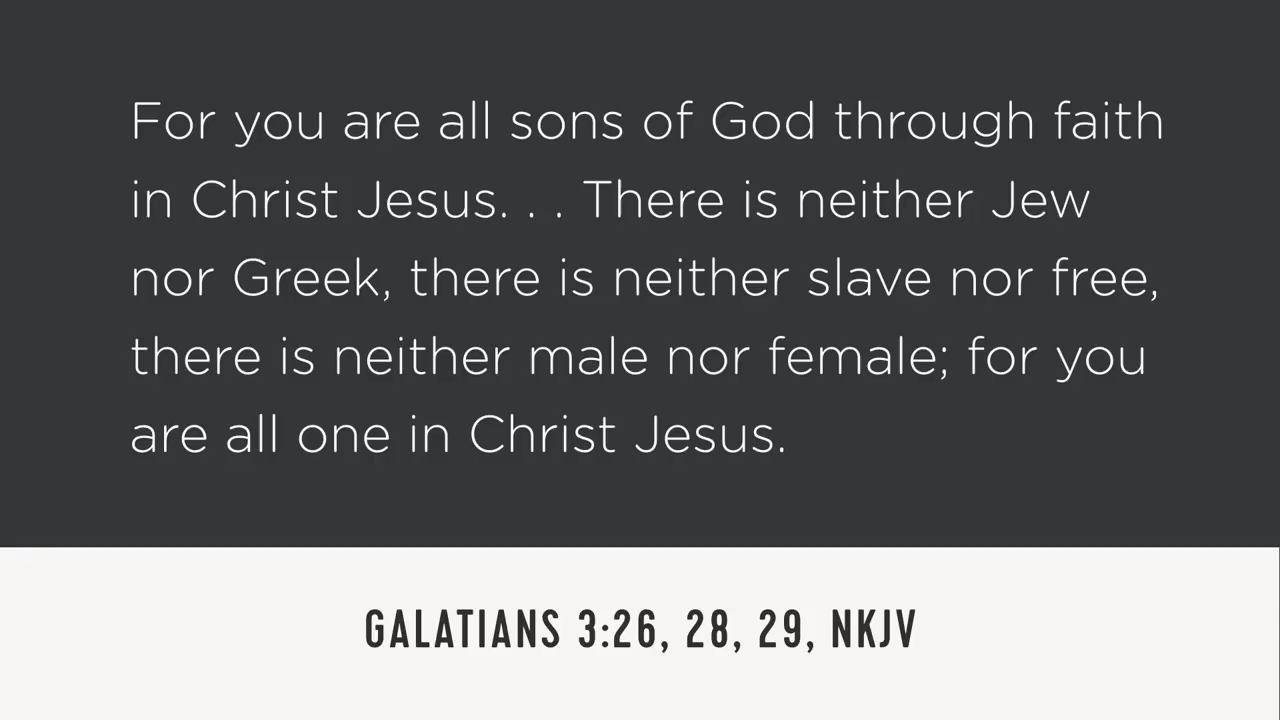 For you are all sons of God through faith
in Christ Jesus. . . There is neither Jew
nor Greek, there is neither slave nor free,
there is neither male nor female; for you
are all one in Christ Jesus.
GALATIANS 3:26, 28, 29, NKJV